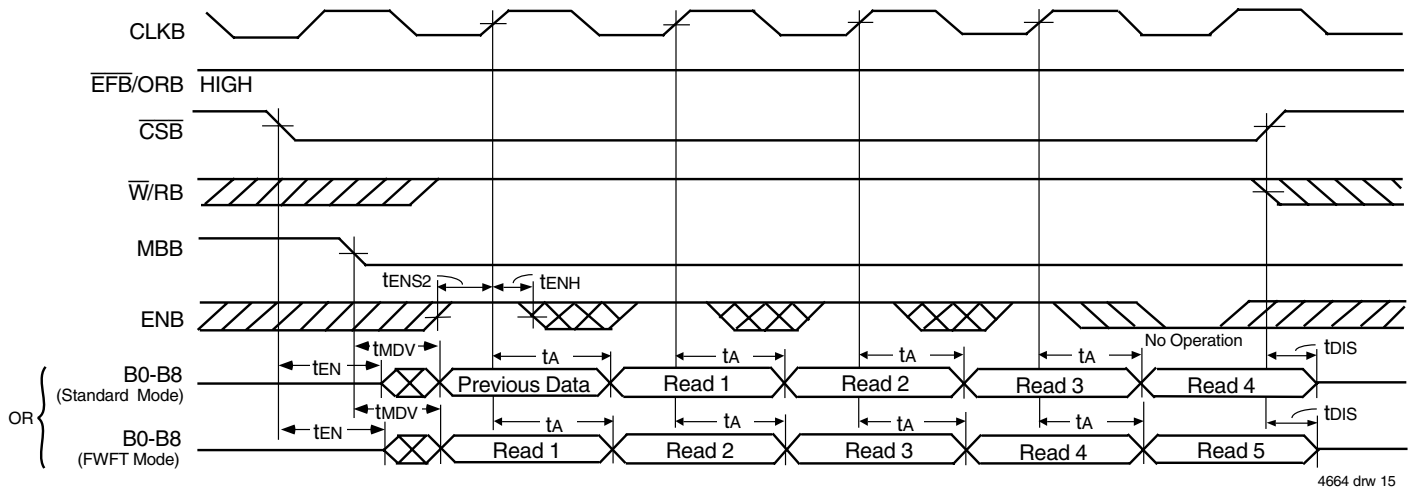 CLKB
EFB/ORB HIGH
CSB
W/RB
MBB
tENS2 tENH
ENB
No Operation
tMDV
tEN tA tA tA tA tDIS
B0-B8
(Standard Mode)
Previous Data Read 1 Read 2 Read 3 Read 4
OR
tMDV
tEN tA tA tA tA tDIS
B0-B8
(FWFT Mode)
Read 1 Read 2 Read 3 Read 4 Read 5
4664 drw 15